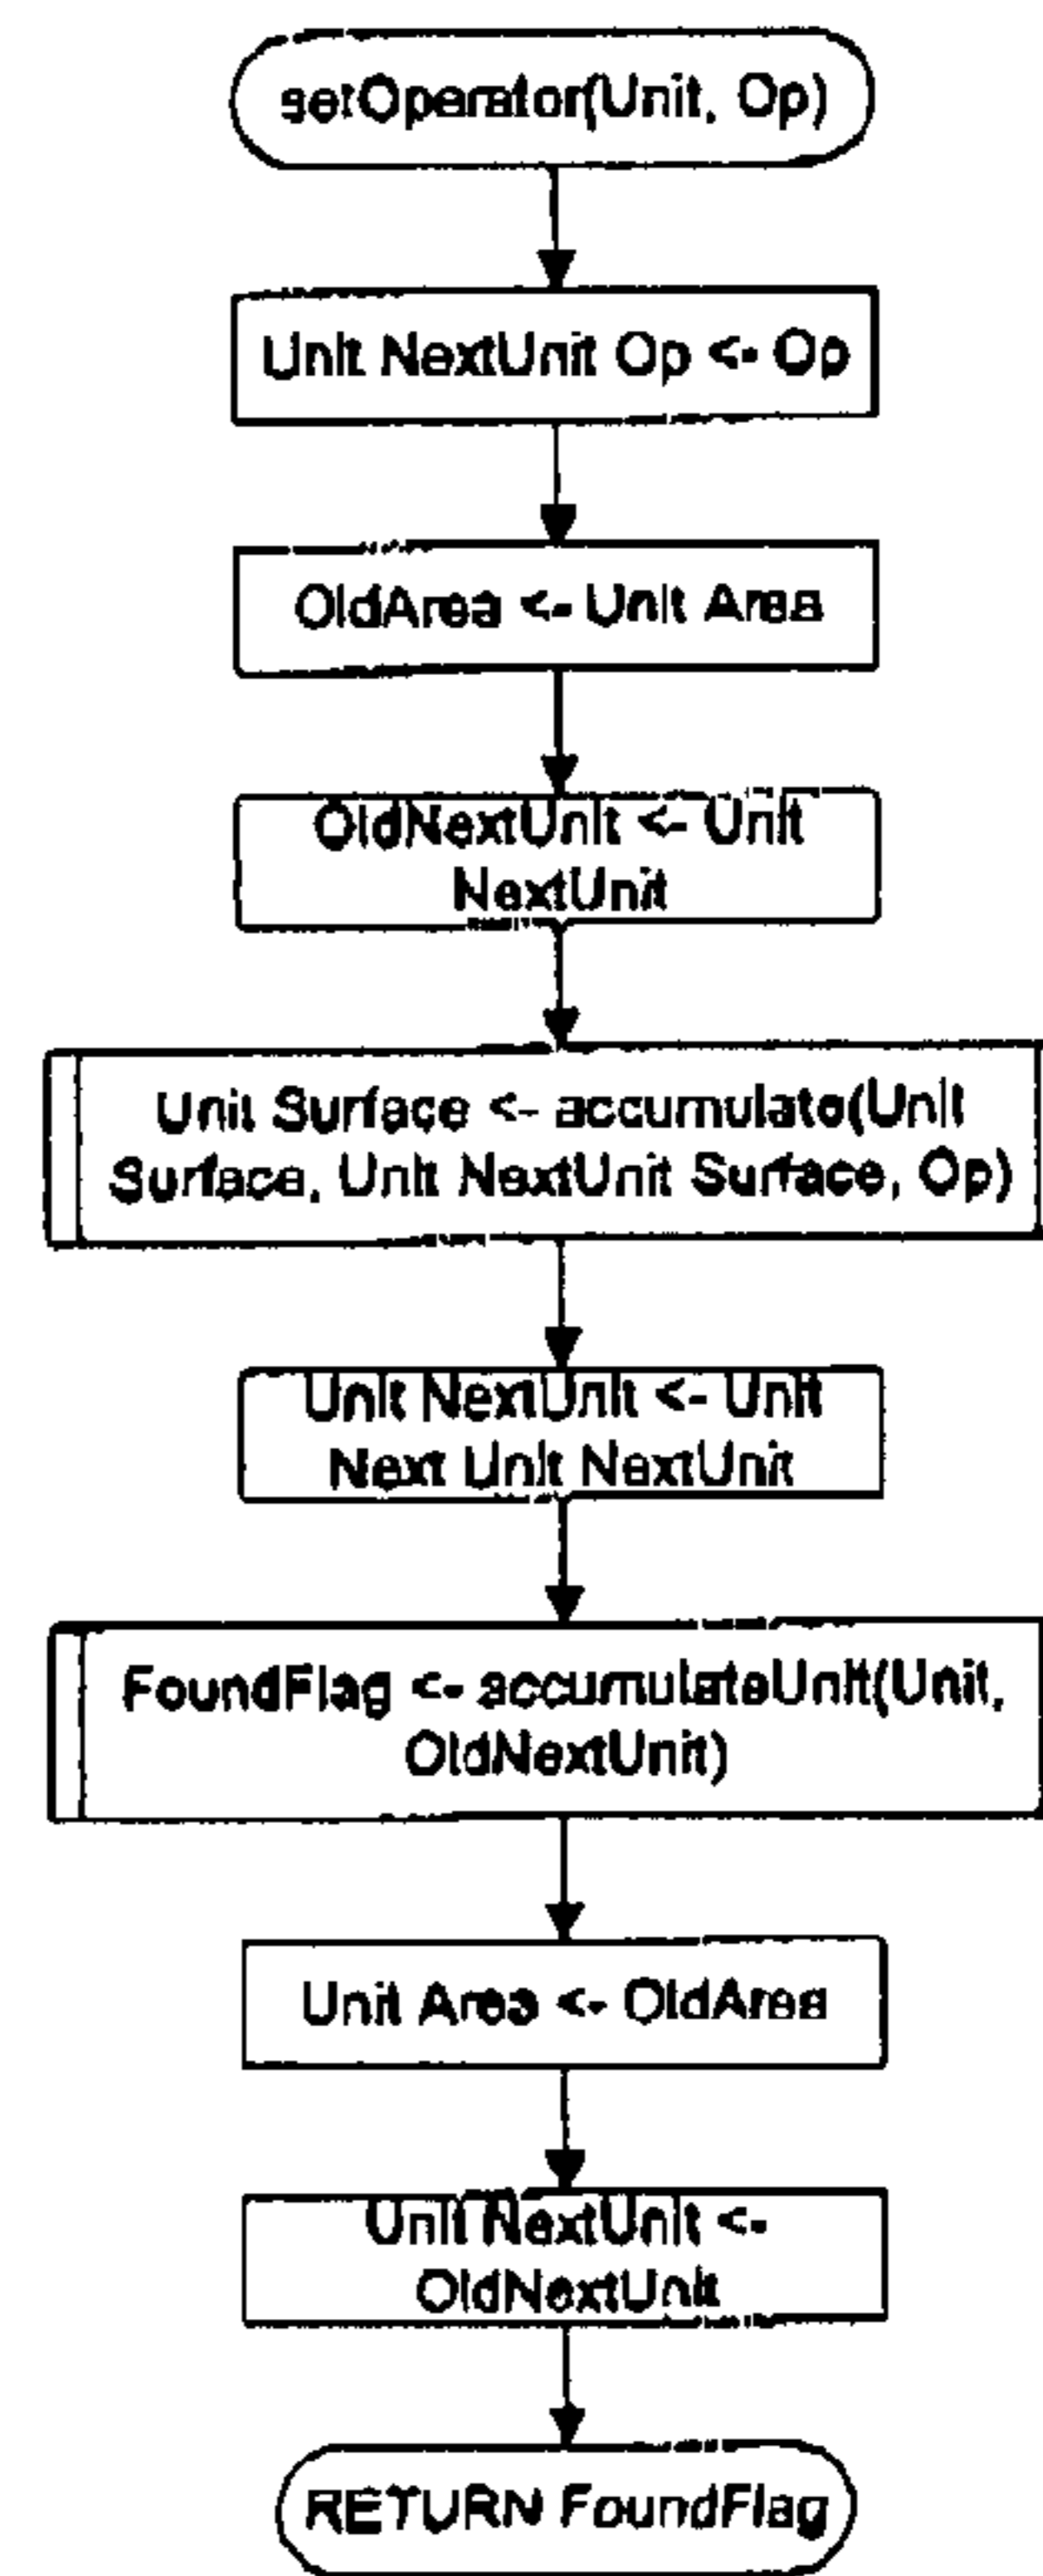 setOperator(Unit, Op)
Unit NextUnit Op <- Op
OldArea <- Unit Area
OldNextUnit <- Unit
NextUnit
Unit Surface <- accumulate(Unit
Surface, Unit NextUnit Surface, Op)
Unit NextUnit <- Unit
Next Unit NextUnit
FoundFlag <- accumulateUnit(Unit,
OldNextUnit)
Unit Area <- OldArea
Unit NextUnit <-
OldNextUnit
RETURN FoundFlag